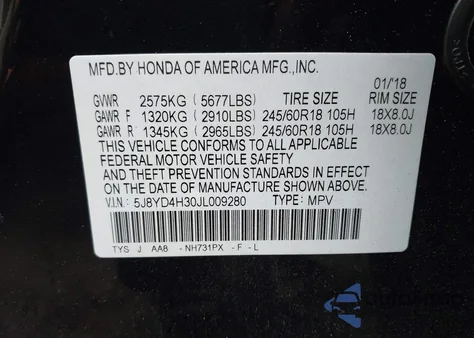 MFD.BY HONDA OF AMERICA MFG.,INC.
01/'18
GVWR 2575KG (5677LBS) TIRE SIZE RIM SIZE
GAWR F 1320KG (2910LBS) 245/60R18 105H 18X8.0J
GAWR R 1345KG (2965LBS) 245/60R18 105H 18X8.0J
THIS VEHICLE CONFORMS TO ALL APPLICABLE
FEDERAL MOTOR VEHICLE SAFETY
AND THEFT PREVENTION STANDARDS IN EFFECT
ON THE DATE OF MANUFACTURE SHOWN ABOVE.
V.I.N.: 5J8YD4H30JL009280 TYPE: MPV
TYS J AA8 - NH731PX - F - L